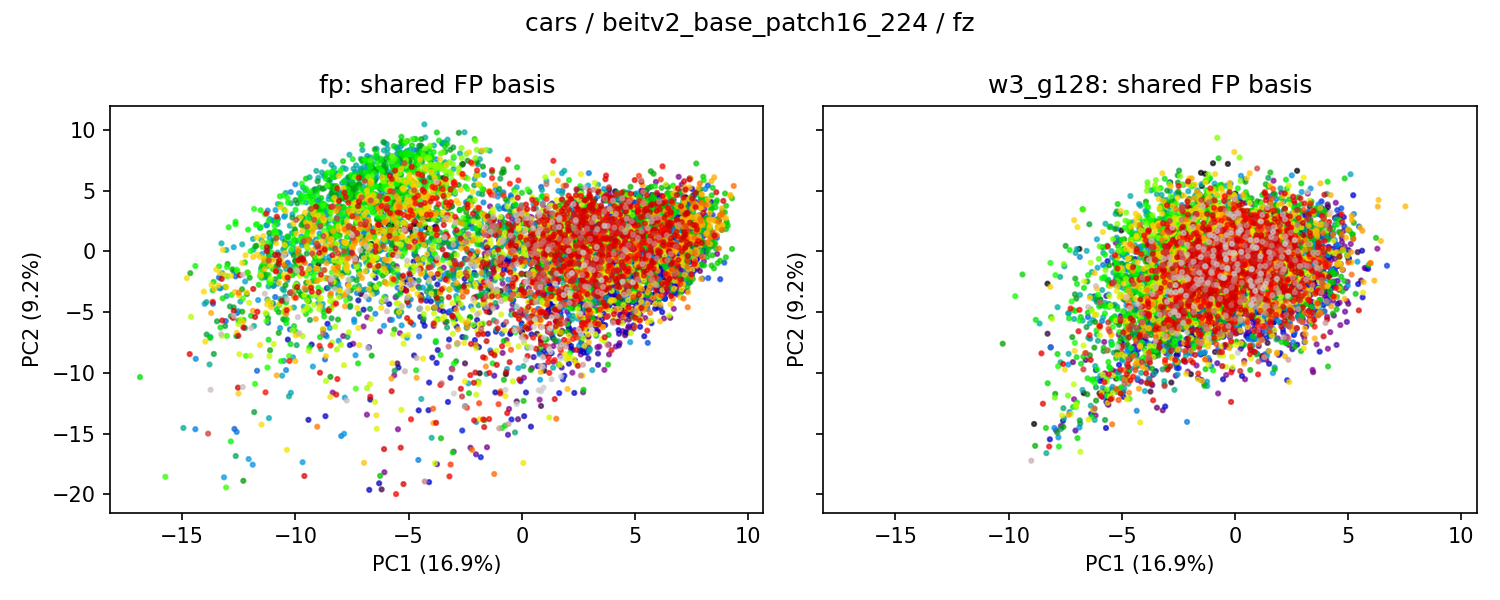 cars / beitv2_base_patch16_224 / fz
fp: shared FP basis
w3_g128: shared FP basis
10
5
0
−5
−10
−15
−20
PC2 (9.2%)
PC2 (9.2%)
−15 −10 −5 0 5 10
−15 −10 −5 0 5 10
PC1 (16.9%)
PC1 (16.9%)